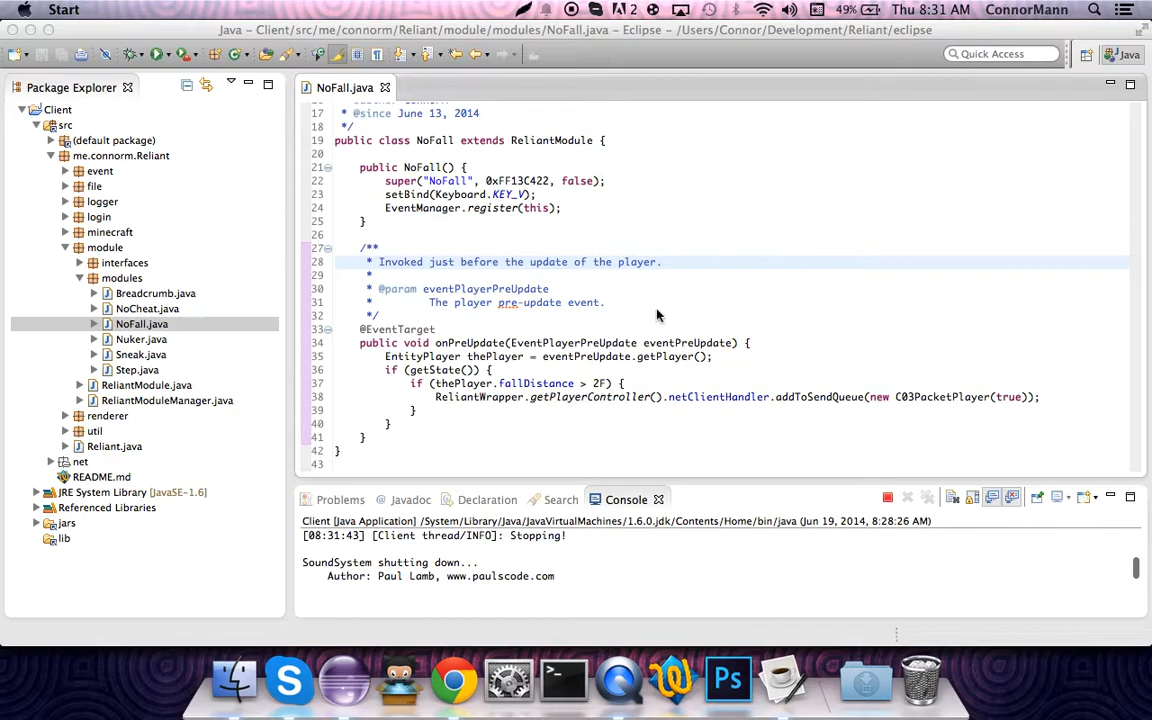 Start
2
49%
Thu 8:31 AM
ConnorMann
Java - Client/src/me/connorm/Reliant/module/modules/NoFall.java - Eclipse - /Users/Connor/Development/Reliant/eclipse
Quick Access
Java
Package Explorer
Client
src
(default package)
me.connorm.Reliant
event
file
logger
login
minecraft
module
interfaces
modules
Breadcrumb.java
NoCheat.java
NoFall.java
Nuker.java
Sneak.java
Step.java
ReliantModule.java
ReliantModuleManager.java
renderer
util
Reliant.java
net
README.md
JRE System Library [JavaSE-1.6]
Referenced Libraries
jars
lib
NoFall.java
17 * @since June 13, 2014
18 */
19 public class NoFall extends ReliantModule {
20
21 public NoFall() {
22 super("NoFall", 0xFF13C422, false);
23 setBind(Keyboard.KEY_V);
24 EventManager.register(this);
25 }
26
27 /**
28 * Invoked just before the update of the player.
29 *
30 * @param eventPlayerPreUpdate
31 * The player pre-update event.
32 */
33 @EventTarget
34 public void onPreUpdate(EventPlayerPreUpdate eventPreUpdate) {
35 EntityPlayer thePlayer = eventPreUpdate.getPlayer();
36 if (getState()) {
37 if (thePlayer.fallDistance > 2F) {
38 ReliantWrapper.getPlayerController().netClientHandler.addToSendQueue(new C03PacketPlayer(true));
39 }
40 }
41 }
42 }
43
Problems
Javadoc
Declaration
Search
Console
Client [Java Application] /System/Library/Java/JavaVirtualMachines/1.6.0.jdk/Contents/Home/bin/java (Jun 19, 2014, 8:28:26 AM)
[08:31:43] [Client thread/INFO]: Stopping!
SoundSystem shutting down...
Author: Paul Lamb, www.paulscode.com
Ps